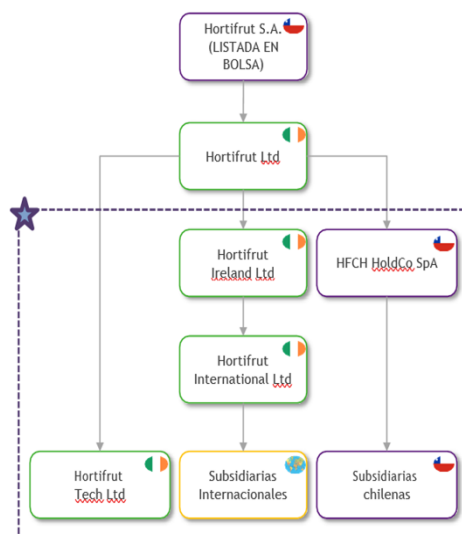 Hortifrut S.A.
(LISTADA EN
BOLSA)
Hortifrut Ltd
Hortifrut
Ireland Ltd
HFCH HoldCo SpA
Hortifrut
International Ltd
Hortifrut
Tech Ltd
Subsidiarias
Internacionales
Subsidiarias
chilenas